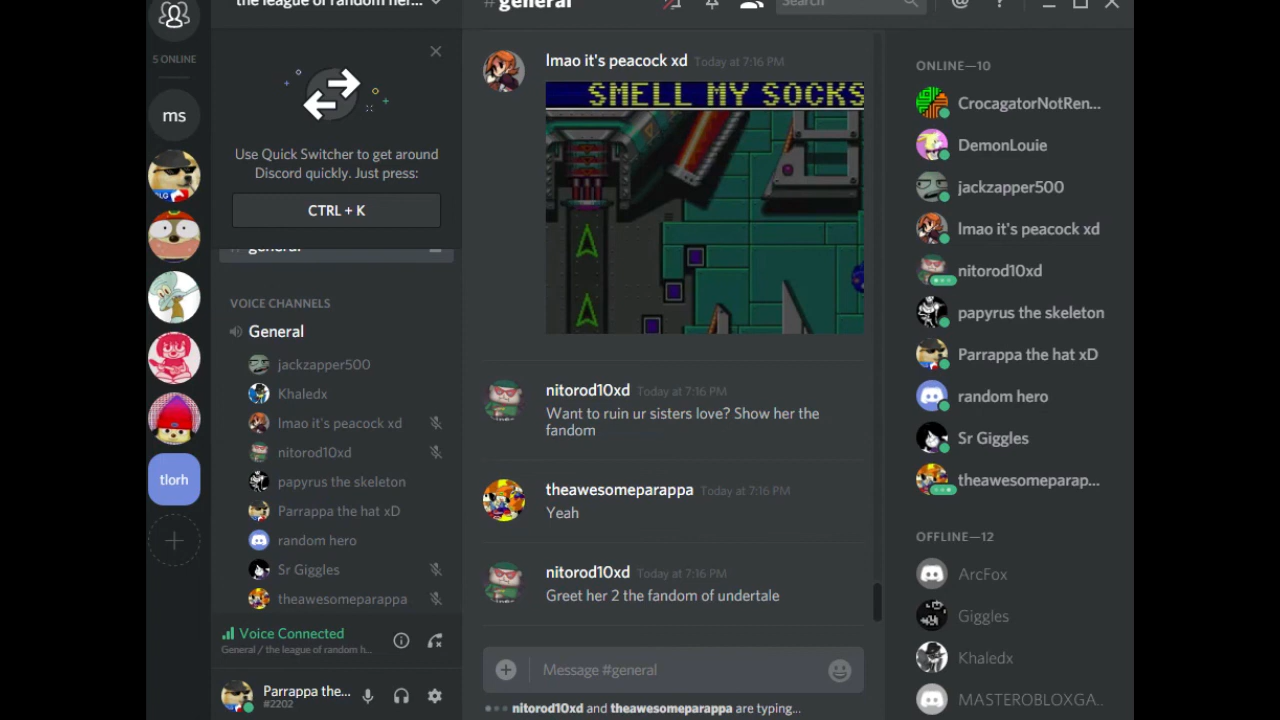 the league of random her...
#general
Search
@
?
5 ONLINE
ms
tlorh
Use Quick Switcher to get around
Discord quickly. Just press:
CTRL + K
general
VOICE CHANNELS
General
jackzapper500
Khaledx
lmao it's peacock xd
nitorod10xd
papyrus the skeleton
Parrappa the hat xD
random hero
Sr Giggles
theawesomeparappa
Voice Connected
General / the league of random h...
Parrappa the...
#2202
lmao it's peacock xd Today at 7:16 PM
SMELL MY SOCKS
nitorod10xd Today at 7:16 PM
Want to ruin ur sisters love? Show her the
fandom
theawesomeparappa Today at 7:16 PM
Yeah
nitorod10xd Today at 7:16 PM
Greet her 2 the fandom of undertale
Message #general
nitorod10xd and theawesomeparappa are typing...
ONLINE—10
CrocagatorNotRen...
DemonLouie
jackzapper500
lmao it's peacock xd
nitorod10xd
papyrus the skeleton
Parrappa the hat xD
random hero
Sr Giggles
theawesomeparap...
OFFLINE—12
ArcFox
Giggles
Khaledx
MASTEROBLOXGA...